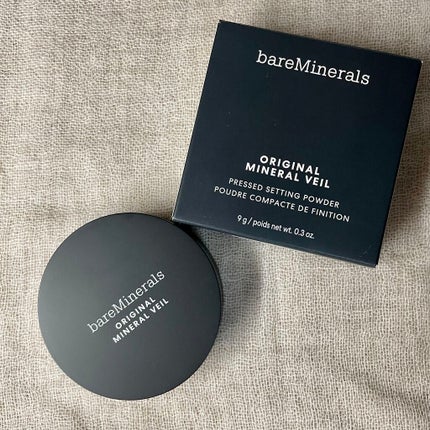 bareMinerals
ORIGINAL
MINERAL VEIL
PRESSED SETTING POWDER
POUDRE COMPACTE DE FINITION
9 g / poids net wt. 0.3 oz.
bareMinerals
ORIGINAL
MINERAL VEIL